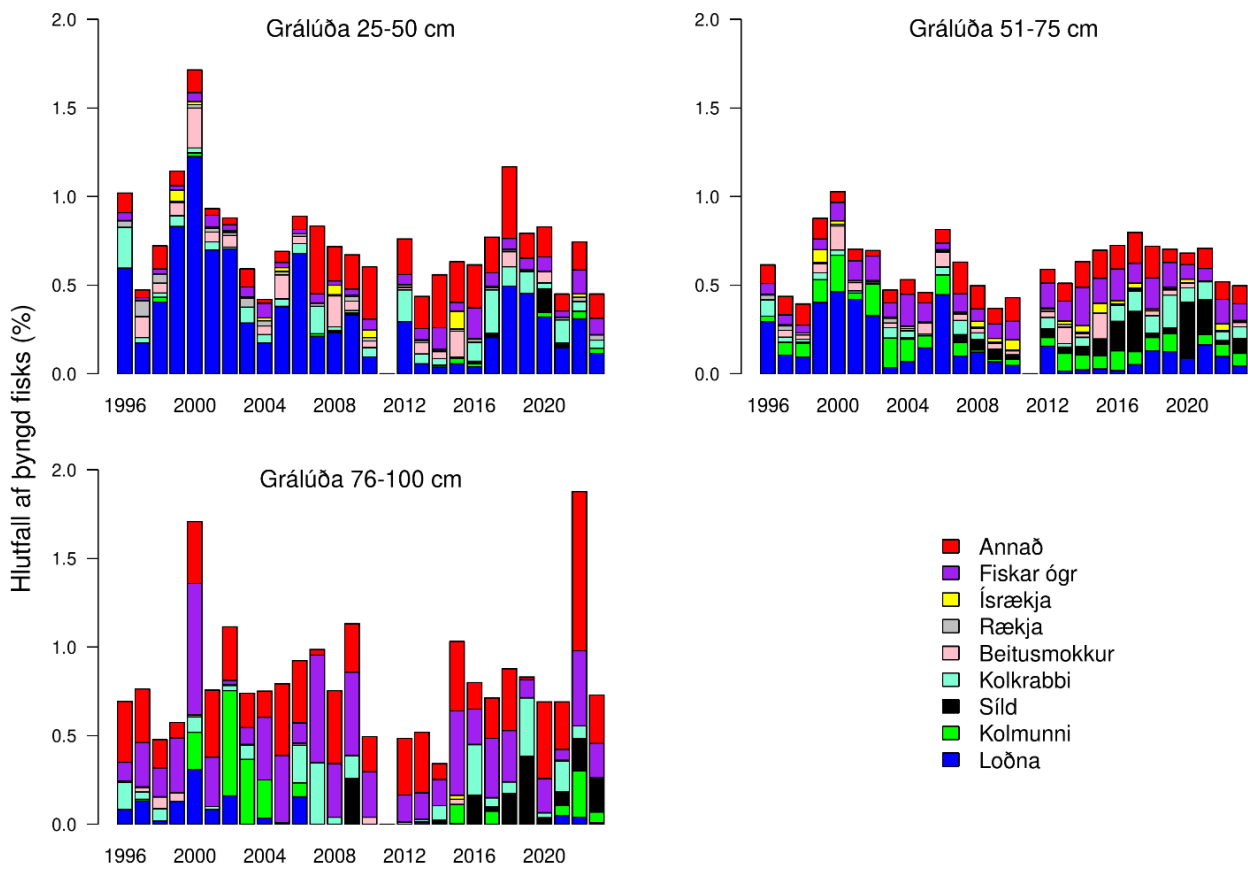 Grálúða 25-50 cm
2.0
1.5
1.0
0.5
0.0
1996 2000 2004 2008 2012 2016 2020
Grálúða 51-75 cm
2.0
1.5
1.0
0.5
0.0
1996 2000 2004 2008 2012 2016 2020
Hlutfall af þyngd fisks (%)
Grálúða 76-100 cm
2.0
1.5
1.0
0.5
0.0
1996 2000 2004 2008 2012 2016 2020
Annað
Fiskar ógr
Ísrækja
Rækja
Beitusmokkur
Kolkrabbi
Síld
Kolmunni
Loðna